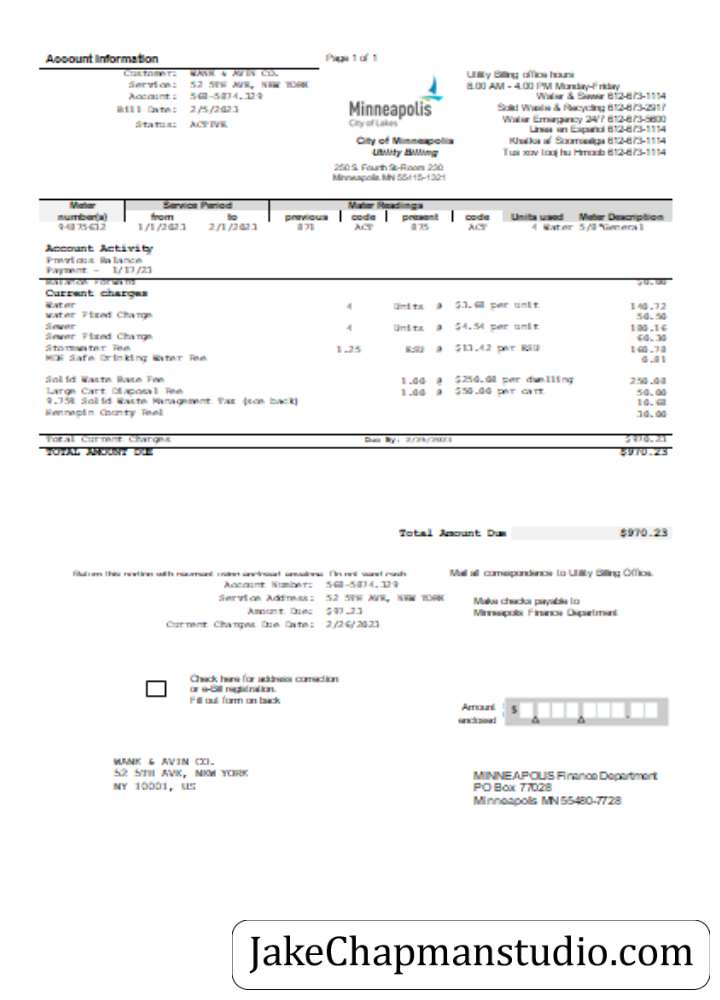 Account Information Page 1 of 1
Customer: WANK & AVIN CO.
Service: 52 5TH AVE, NEW YORK
Account: 568-5874.329
Bill Date: 2/5/2023
Status: ACTIVE
Minneapolis
City of Lakes
City of Minneapolis
Utility Billing
250 S. Fourth St-Room 230
Minneapolis MN 55415-1321
Utility Billing office hours
8:00 AM - 4:00 PM Monday-Friday
Water & Sewer 612-673-1114
Solid Waste & Recycling 612-673-2917
Water Emergency 24/7 612-673-5600
Linea en Español 612-673-1114
Khadka af Soomaaliga 612-673-1114
Tus xov tooj hu Hmoob 612-673-1114
Meter Service Period Meter Readings
number(s) from to previous code present code Units used Meter Description
94875612 1/1/2023 2/1/2023 871 ACT 875 ACT 4 Water 5/8"General
Account Activity
Previous Balance
Payment - 1/17/23
Balance Forward $0.00
Current charges
Water 4 Units @ $3.68 per unit 140.72
Water Fixed Charge 50.50
Sewer 4 Units @ $4.54 per unit 180.16
Sewer Fixed Charge 60.30
Stormwater Fee 1.25 ESU @ $13.42 per ESU 160.78
Safe Drinking Water Fee 0.81
Solid Waste Base Fee 1.00 @ $250.08 per dwelling 250.08
Large Cart Disposal Fee 1.00 @ $50.00 per cart 50.00
9.75% Solid Waste Management Tax (see back) 10.68
Hennepin County Feel 30.00
Total Current Charges Due By: 2/26/2023 $970.23
TOTAL AMOUNT DUE $970.23
Total Amount Due $970.23
Return this portion with payment using enclosed envelope. Do not send cash
Account Number: 568-5874.329
Service Address: 52 5TH AVE, NEW YORK
Amount Due: $97.23
Current Changes Due Date: 2/26/2023
Mail all correspondence to Utility Billing Office.
Make checks payable to
Minneapolis Finance Department
Check here for address correction
or e-Bill registration.
Fill out form on back
Amount $
enclosed
WANK & AVIN CO.
52 5TH AVE, NEW YORK
NY 10001, US
MINNEAPOLIS Finance Department
PO Box 77028
Minneapolis MN 55480-7728
JakeChapmanstudio.com